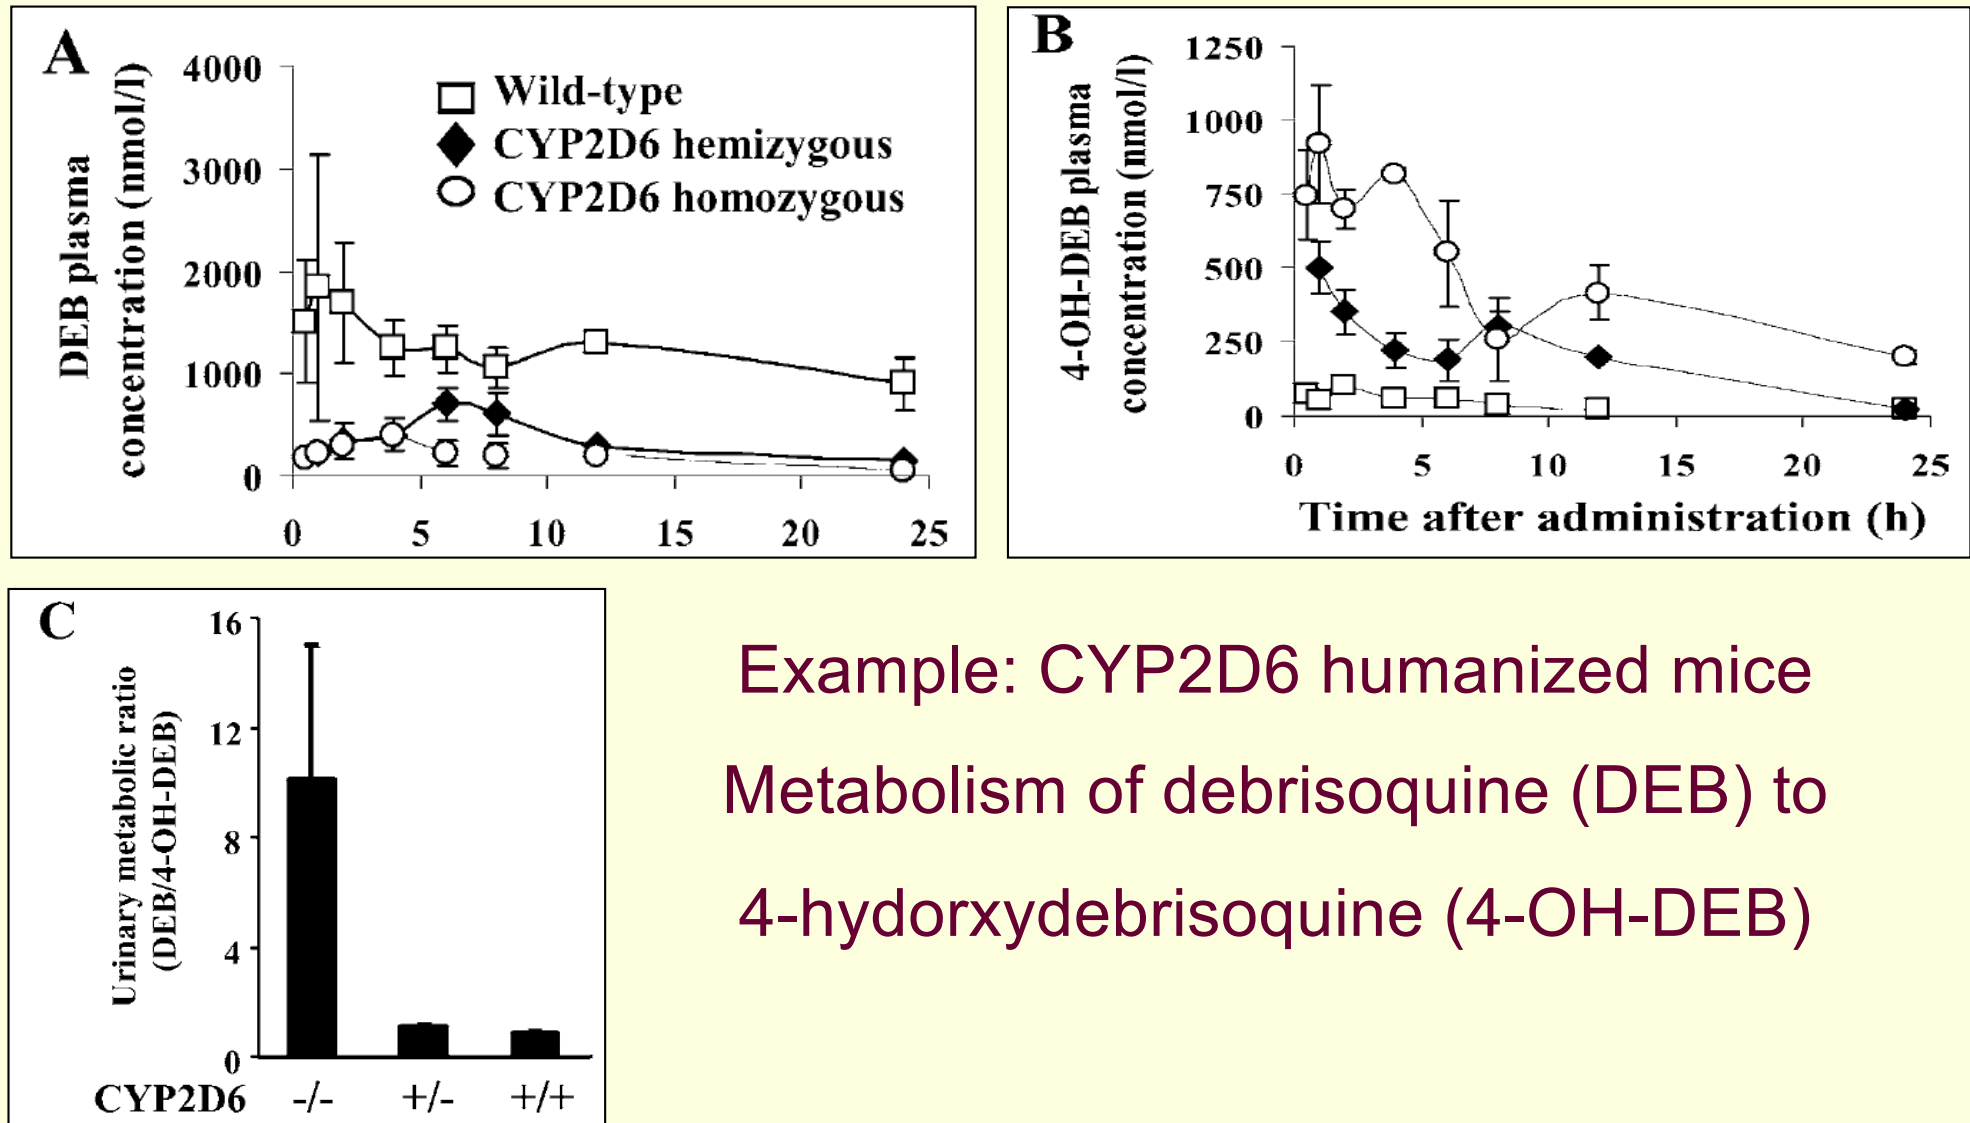 A
DEB plasma
concentration (nmol/l)
4000
3000
2000
1000
0
Wild-type
CYP2D6 hemizygous
CYP2D6 homozygous
0 5 10 15 20 25
B
4-OH-DEB plasma
concentration (nmol/l)
1250
1000
750
500
250
0
0 5 10 15 20 25
Time after administration (h)
C
Urinary metabolic ratio
(DEB/4-OH-DEB)
16
12
8
4
0
CYP2D6 -/- +/- +/+
Example: CYP2D6 humanized mice
Metabolism of debrisoquine (DEB) to
4-hydorxydebrisoquine (4-OH-DEB)